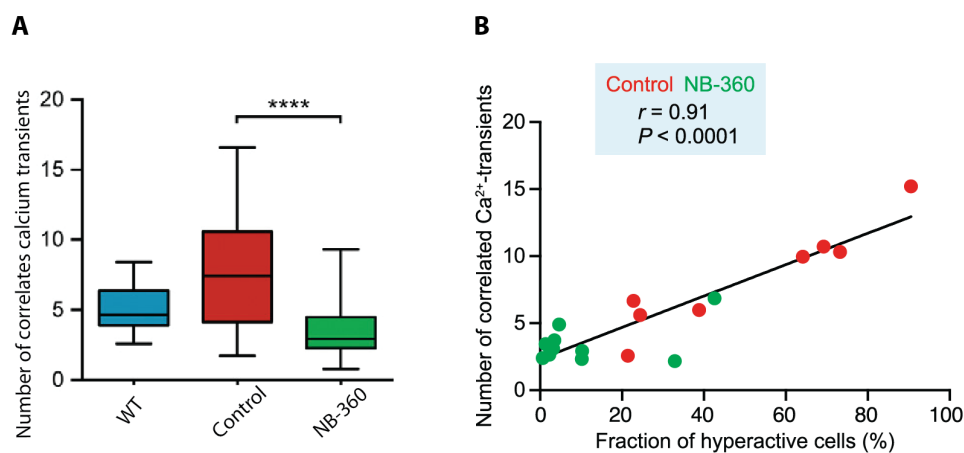 A
Number of correlates calcium transients
20
15
10
5
0
****
WT
Control
NB-360
B
Number of correlated Ca²⁺-transients
20
15
10
5
0
Control NB-360
r = 0.91
P < 0.0001
0 20 40 60 80 100
Fraction of hyperactive cells (%)